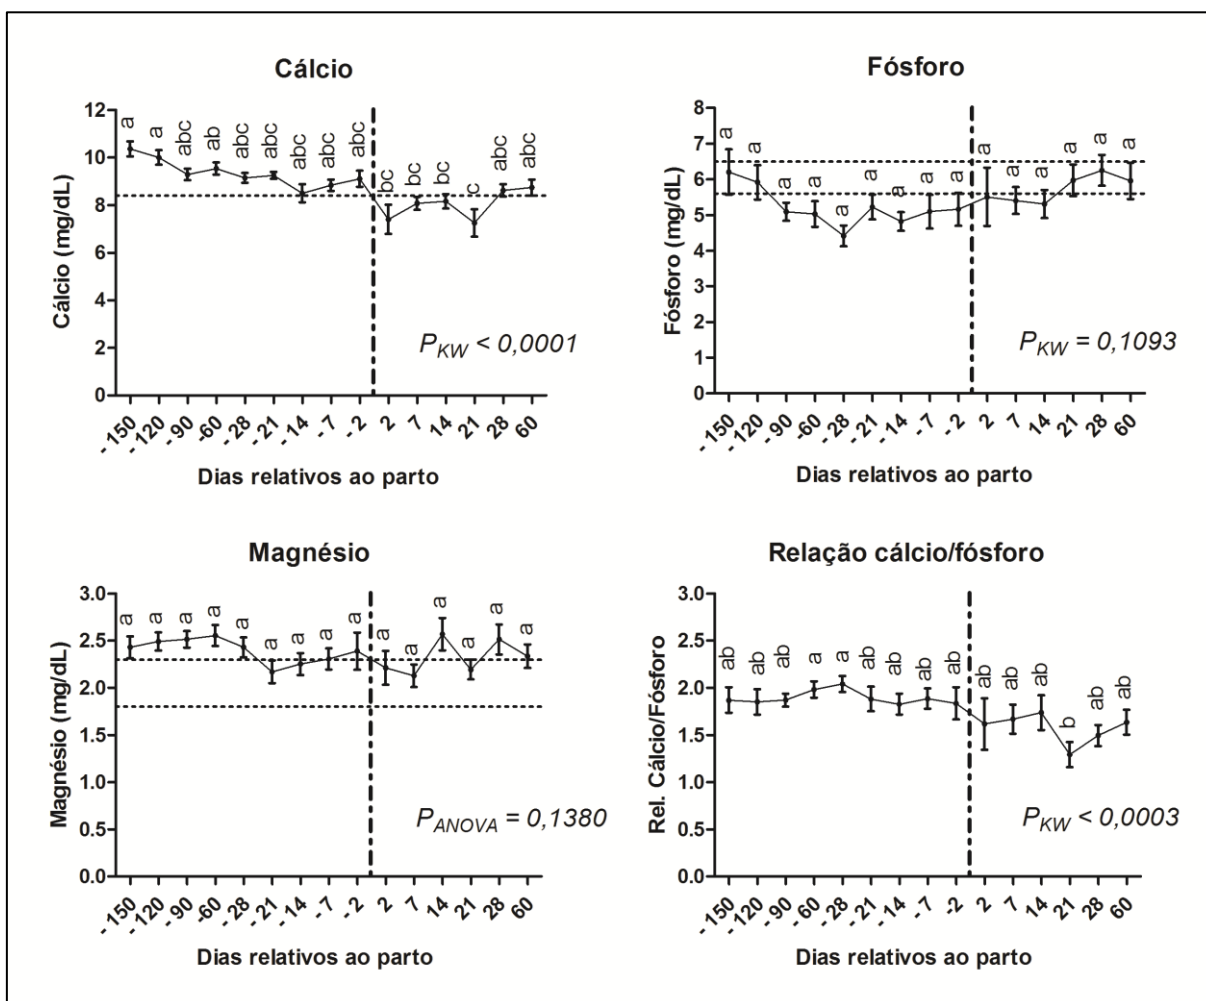 Cálcio
Cálcio (mg/dL)
12
10
8
6
4
2
0
a a abc ab abc abc abc abc abc bc bc bc c abc abc
P_KW < 0,0001
- 150 - 120 - 90 - 60 - 28 - 21 - 14 - 7 - 2 2 7 14 21 28 60
Dias relativos ao parto
Fósforo
Fósforo (mg/dL)
8
7
6
5
4
3
2
1
0
a a a a a a a a a a a a a a a
P_KW = 0,1093
- 150 - 120 - 90 - 60 - 28 - 21 - 14 - 7 - 2 2 7 14 21 28 60
Dias relativos ao parto
Magnésio
Magnésio (mg/dL)
3.0
2.5
2.0
1.5
1.0
0.5
0.0
a a a a a a a a a a a a a a a
P_ANOVA = 0,1380
- 150 - 120 - 90 - 60 - 28 - 21 - 14 - 7 - 2 2 7 14 21 28 60
Dias relativos ao parto
Relação cálcio/fósforo
Rel. Cálcio/Fósforo
3.0
2.5
2.0
1.5
1.0
0.5
0.0
ab ab ab a a ab ab ab ab ab ab ab b ab ab
P_KW < 0,0003
- 150 - 120 - 90 - 60 - 28 - 21 - 14 - 7 - 2 2 7 14 21 28 60
Dias relativos ao parto